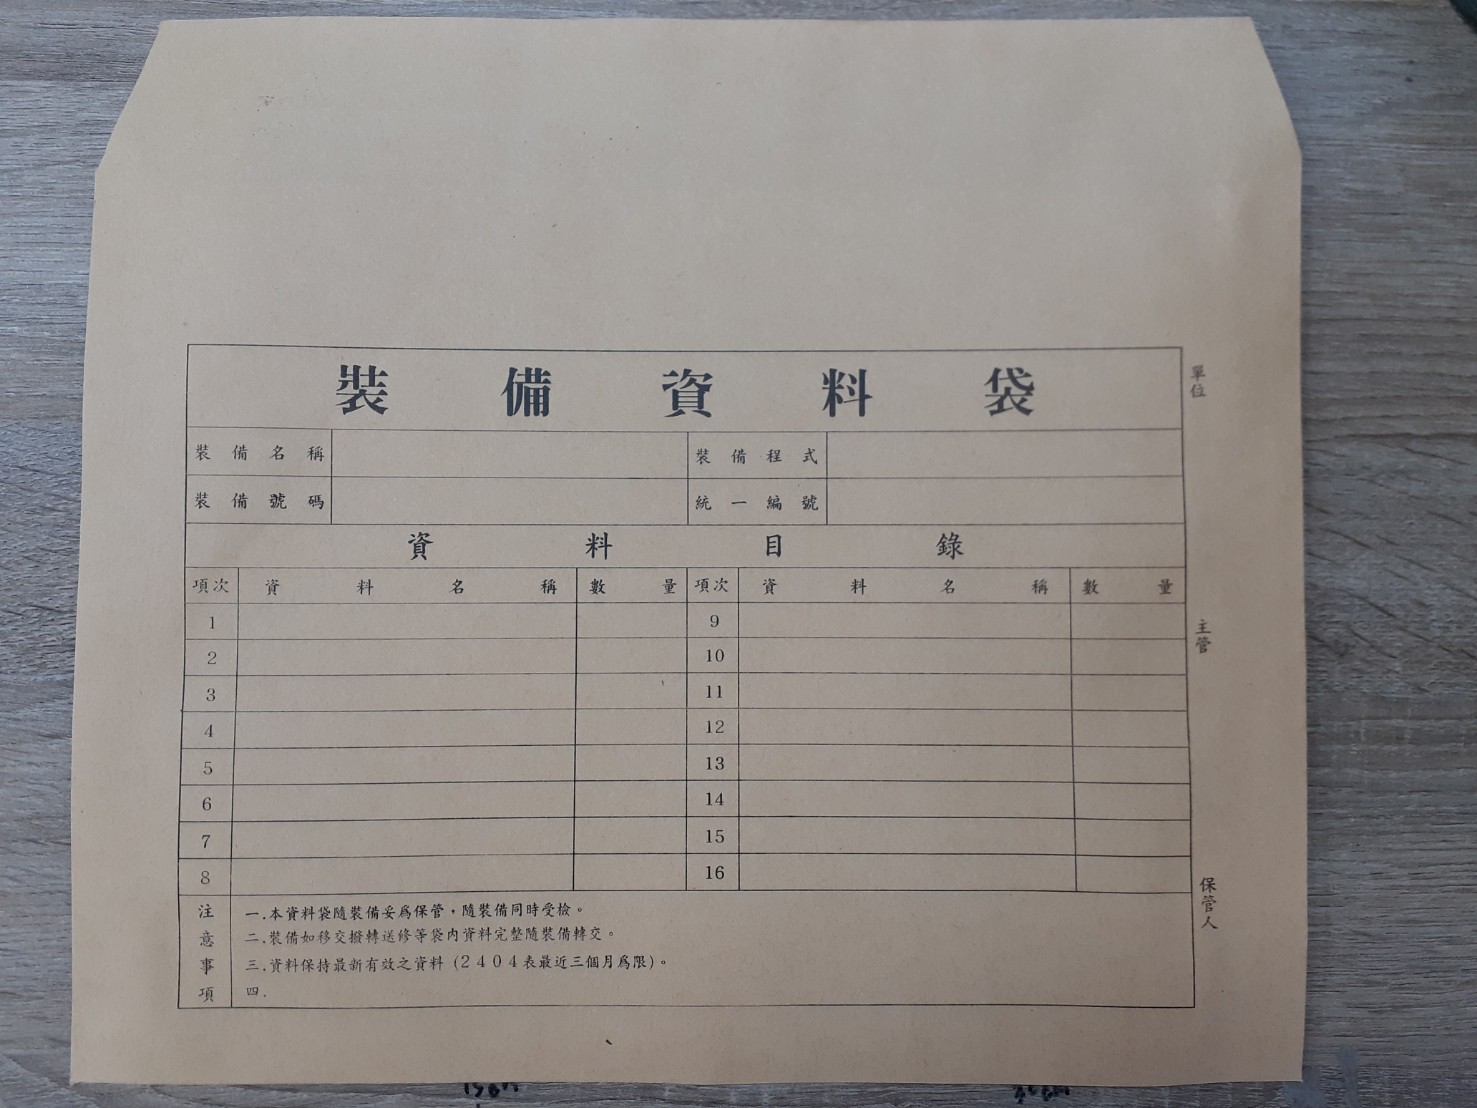 裝備資料袋
單位
裝備名稱 裝備程式
裝備號碼 統一編號
資料目錄
項次 資料名稱 數量 項次 資料名稱 數量
1 9
2 10
3 11
4 12
5 13
6 14
7 15
8 16
主管
保管人
注意事項
一.本資料袋隨裝備妥為保管，隨裝備同時受檢。
二.裝備如移交撥轉送修等袋內資料完整隨裝備轉交。
三.資料保持最新有效之資料(2404表最近三個月為限)。
四.